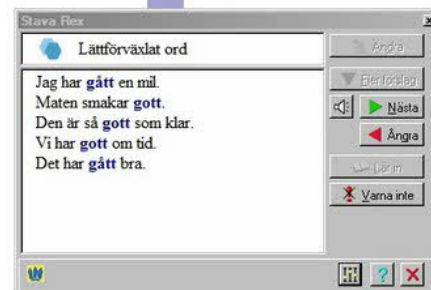 Stava Rex
Lättförväxlat ord
Jag har gått en mil.
Maten smakar gott.
Den är så gott som klar.
Vi har gott om tid.
Det har gått bra.
Ändra
Fler förslag
Nästa
Ångra
Lär in
Varna inte